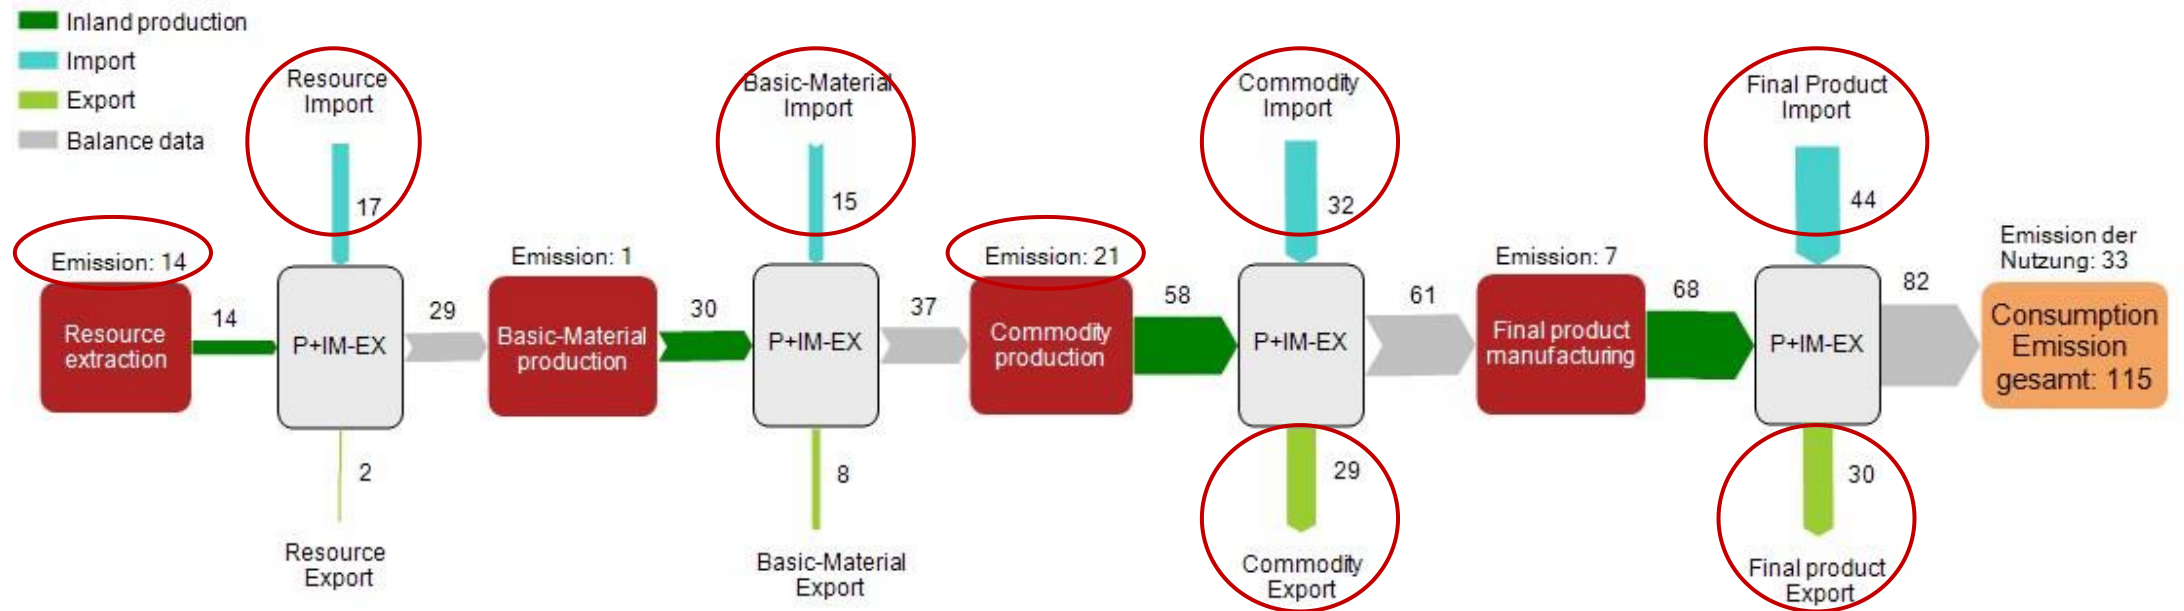 Inland production
Import
Export
Balance data
Resource
Import
17
Basic-Material
Import
15
Commodity
Import
32
Final Product
Import
44
Emission: 14
Resource
extraction
14
P+IM-EX
29
Emission: 1
Basic-Material
production
30
P+IM-EX
37
Emission: 21
Commodity
production
58
P+IM-EX
61
Emission: 7
Final product
manufacturing
68
P+IM-EX
82
Emission der
Nutzung: 33
Consumption
Emission
gesamt: 115
2
Resource
Export
8
Basic-Material
Export
29
Commodity
Export
30
Final product
Export